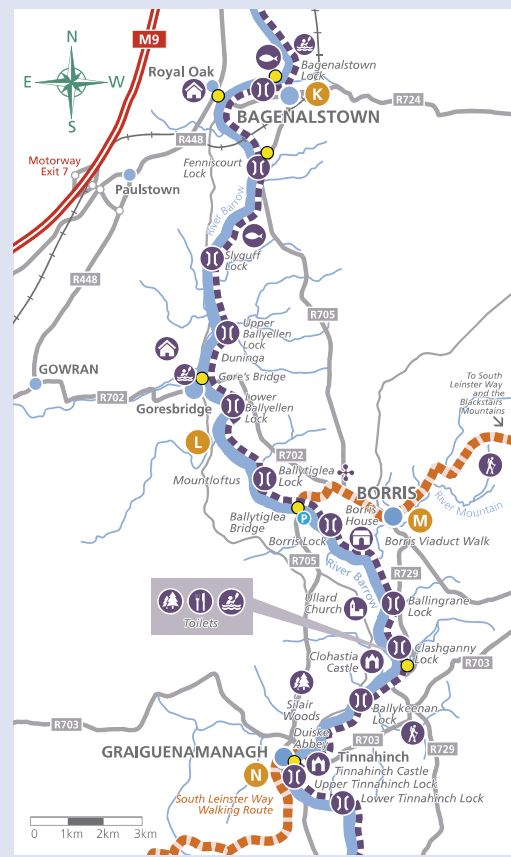 M9
N
E
W
S
Royal Oak
Bagenalstown
Lock
K
R724
BAGENALSTOWN
R448
Motorway
Exit 7
Fenniscourt
Lock
Paulstown
River Barrow
Slyguff
Lock
R448
R705
Upper
Ballyellen
Lock
Duninga
GOWRAN
Gore's Bridge
R702
Goresbridge
Lower
Ballyellen
Lock
To South
Leinster Way
and the
Blackstairs
Mountains
L
R702
Mountloftus
Ballytiglea
Lock
BORRIS
River Mountain
Ballytiglea
Bridge
P
Borris
House
M
Borris Lock
Borris Viaduct Walk
R705
River Barrow
R729
Ullard
Church
Ballingrane
Lock
Toilets
Clohastia
Castle
Clashganny
Lock
R703
Silair
Woods
Ballykeenan
Lock
R703
Duiske
Abbey
R703
R729
GRAIGUENAMANAGH
Tinnahinch
Tinnahinch Castle
N
Upper Tinnahinch Lock
South Leinster Way
Walking Route
Lower Tinnahinch Lock
0 1km 2km 3km